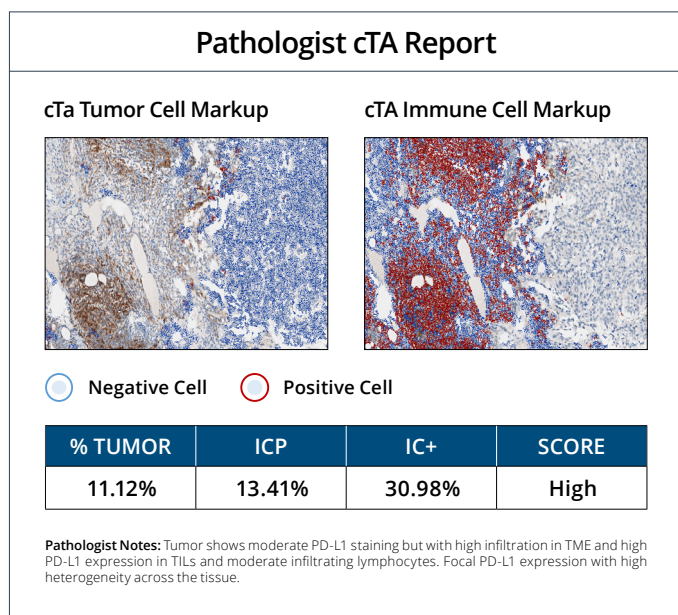 Pathologist cTA Report
cTa Tumor Cell Markup
cTA Immune Cell Markup
Negative Cell
Positive Cell
% TUMOR ICP IC+ SCORE
11.12% 13.41% 30.98% High
Pathologist Notes: Tumor shows moderate PD-L1 staining but with high infiltration in TME and high
PD-L1 expression in TILs and moderate infiltrating lymphocytes. Focal PD-L1 expression with high
heterogeneity across the tissue.